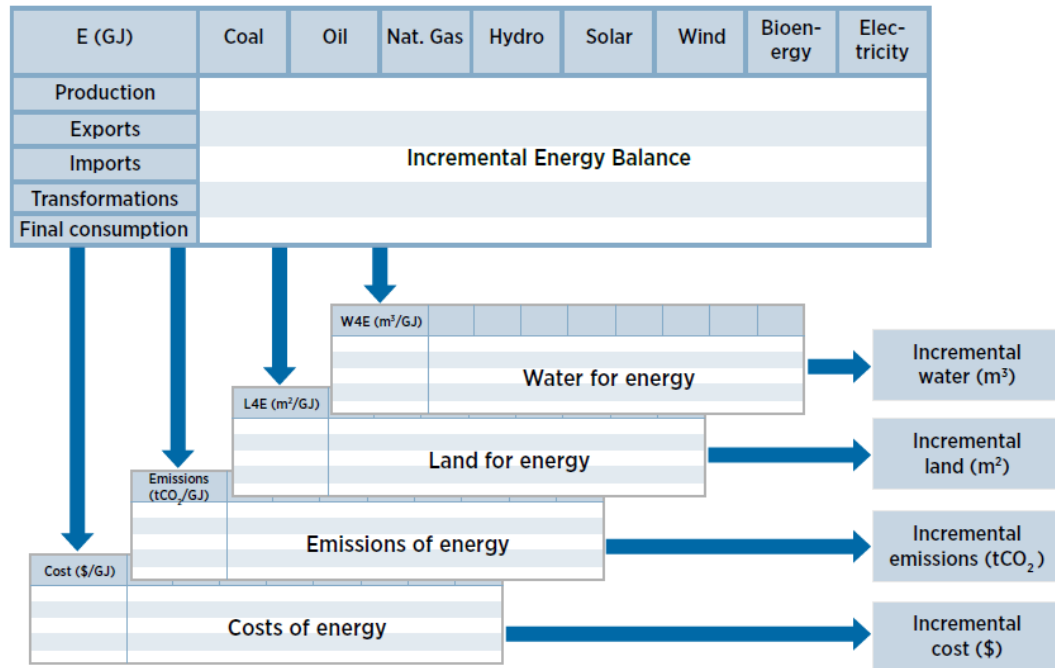 E (GJ)
Coal
Oil
Nat. Gas
Hydro
Solar
Wind
Bioen-
ergy
Elec-
tricity
Production
Exports
Imports
Transformations
Final consumption
Incremental Energy Balance
W4E (m³/GJ)
Water for energy
Incremental
water (m³)
L4E (m²/GJ)
Land for energy
Incremental
land (m²)
Emissions
(tCO₂/GJ)
Emissions of energy
Incremental
emissions (tCO₂)
Cost ($/GJ)
Costs of energy
Incremental
cost ($)